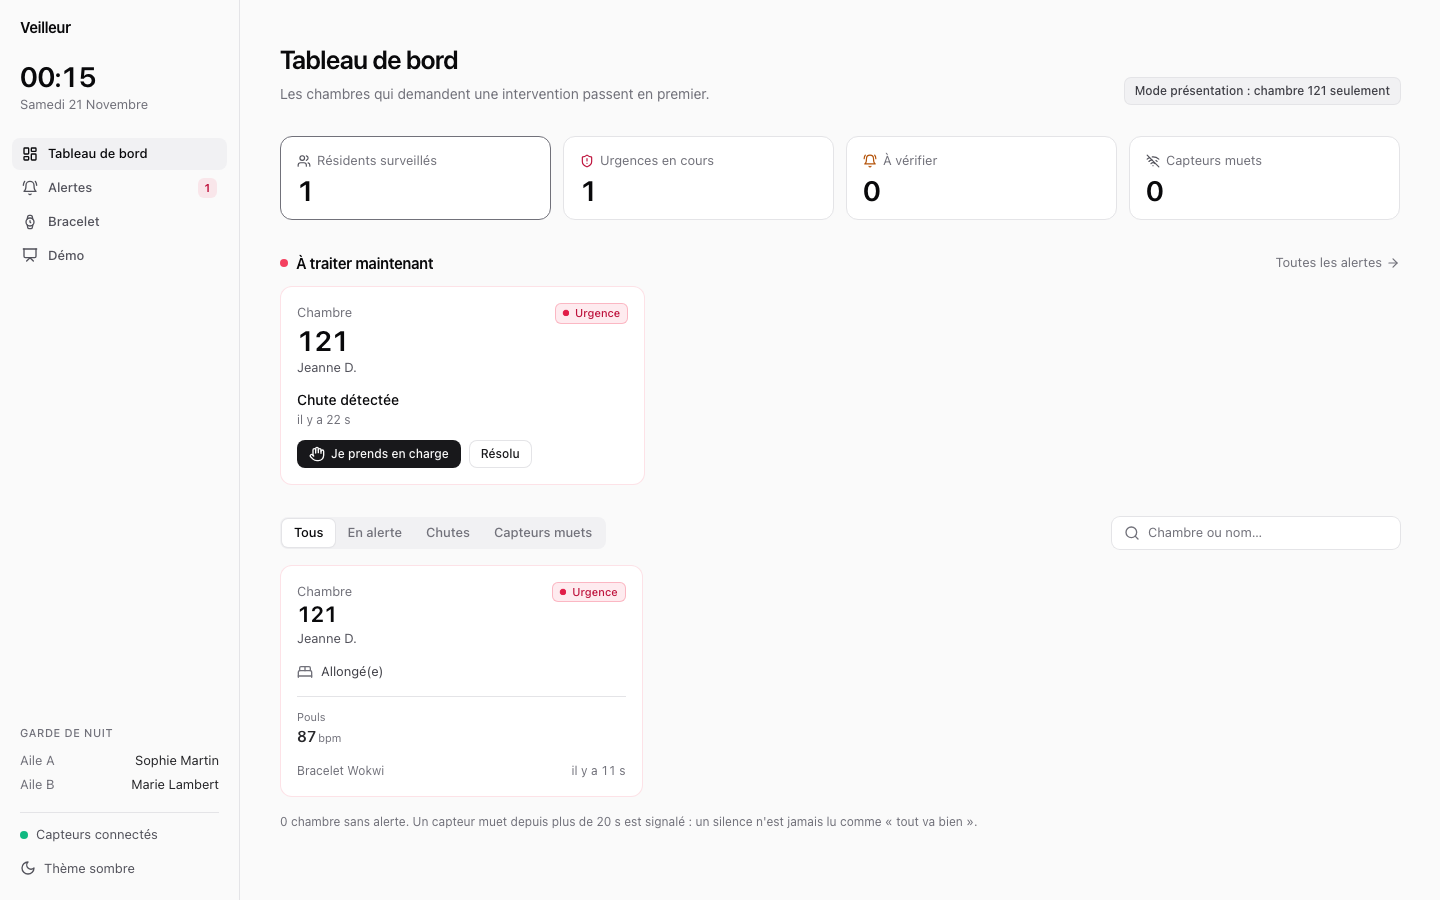 Veilleur
00:15
Samedi 21 Novembre
Tableau de bord
Alertes 1
Bracelet
Démo
GARDE DE NUIT
Aile A Sophie Martin
Aile B Marie Lambert
Capteurs connectés
Thème sombre
Tableau de bord
Les chambres qui demandent une intervention passent en premier.
Mode présentation : chambre 121 seulement
Résidents surveillés
1
Urgences en cours
1
À vérifier
0
Capteurs muets
0
À traiter maintenant
Toutes les alertes →
Chambre
Urgence
121
Jeanne D.
Chute détectée
il y a 22 s
Je prends en charge
Résolu
Tous En alerte Chutes Capteurs muets
Chambre ou nom...
Chambre
Urgence
121
Jeanne D.
Allongé(e)
Pouls
87 bpm
Bracelet Wokwi il y a 11 s
0 chambre sans alerte. Un capteur muet depuis plus de 20 s est signalé : un silence n'est jamais lu comme « tout va bien ».